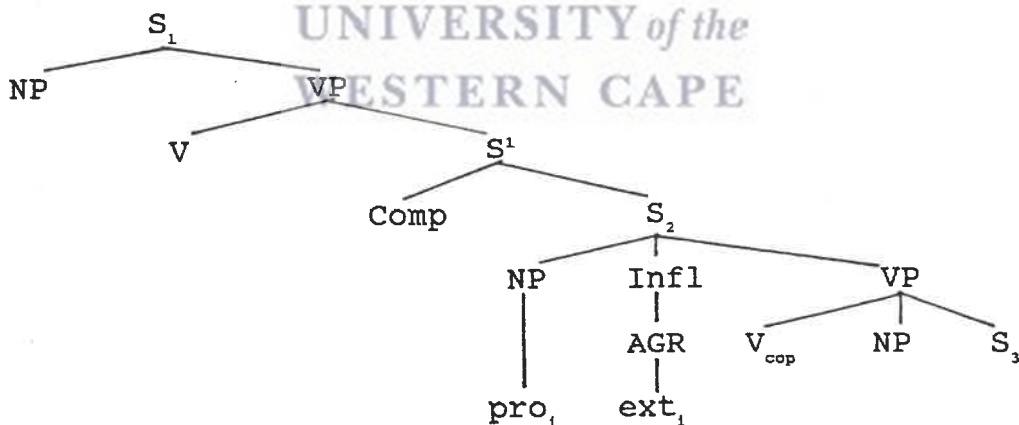 UNIVERSITY of the
WESTERN CAPE
S₁
NP VP
V S¹
Comp S₂
NP Infl VP
AGR V cop NP S₃
pro₁ ext₁